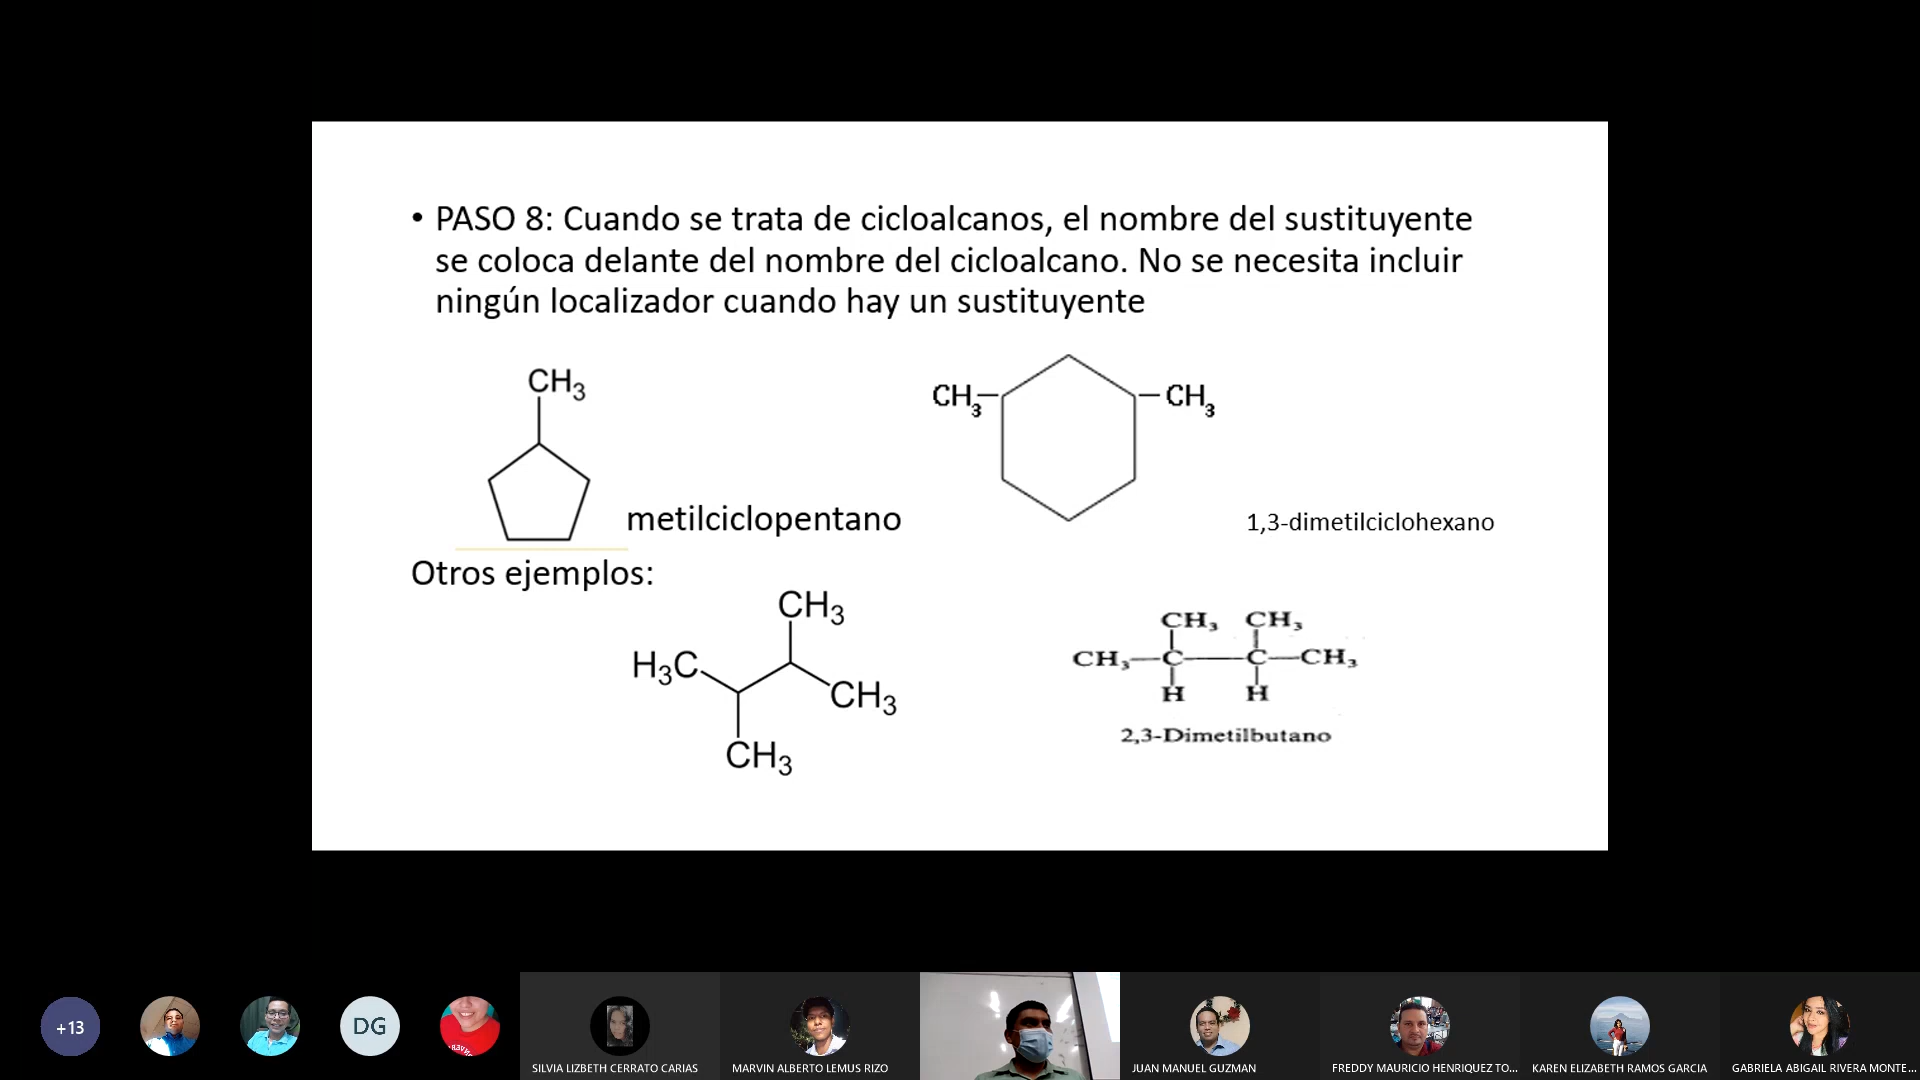 • PASO 8: Cuando se trata de cicloalcanos, el nombre del sustituyente
se coloca delante del nombre del cicloalcano. No se necesita incluir
ningún localizador cuando hay un sustituyente
CH3
CH3
CH3
metilciclopentano
1,3-dimetilciclohexano
Otros ejemplos:
CH3
H3C
CH3
CH3
CH3 CH3
CH3—C—C—CH3
H H
2,3-Dimetilbutano
+13
DG
SILVIA LIZBETH CERRATO CARIAS
MARVIN ALBERTO LEMUS RIZO
JUAN MANUEL GUZMAN
FREDDY MAURICIO HENRIQUEZ TO...
KAREN ELIZABETH RAMOS GARCIA
GABRIELA ABIGAIL RIVERA MONTE...